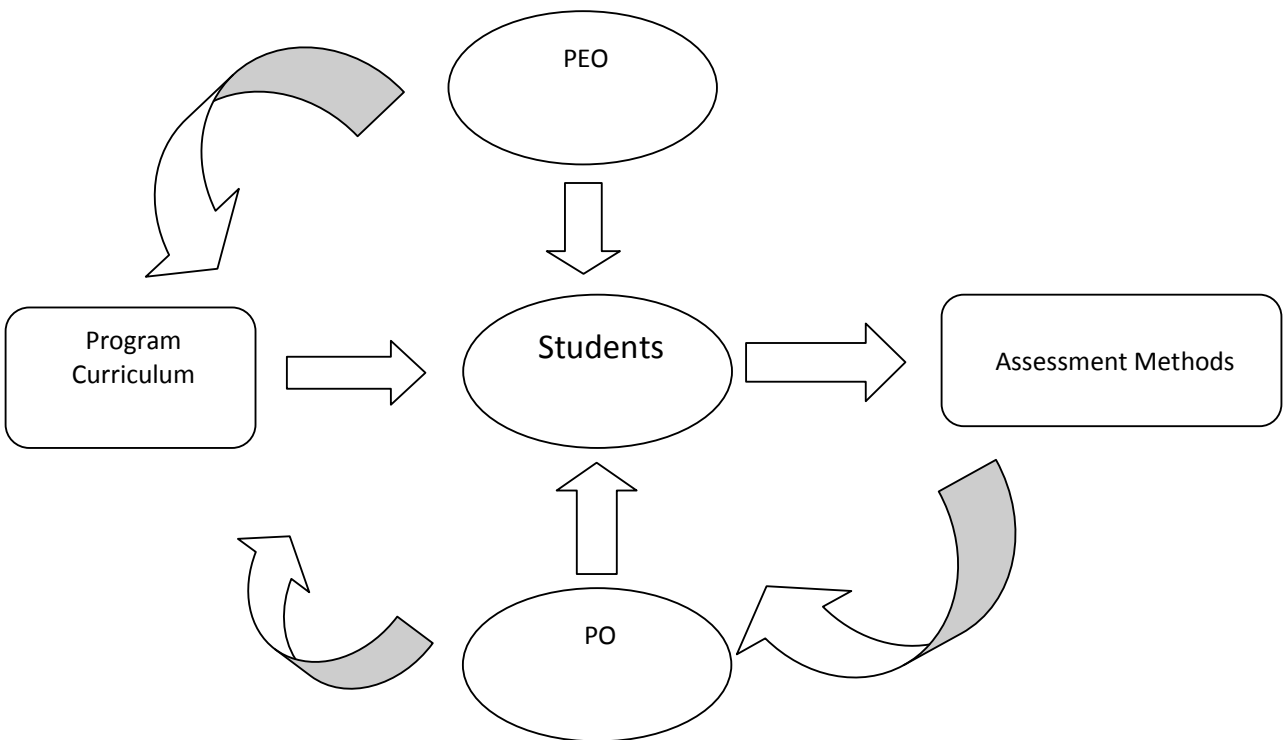 PEO
Program
Curriculum
Students
Assessment Methods
PO